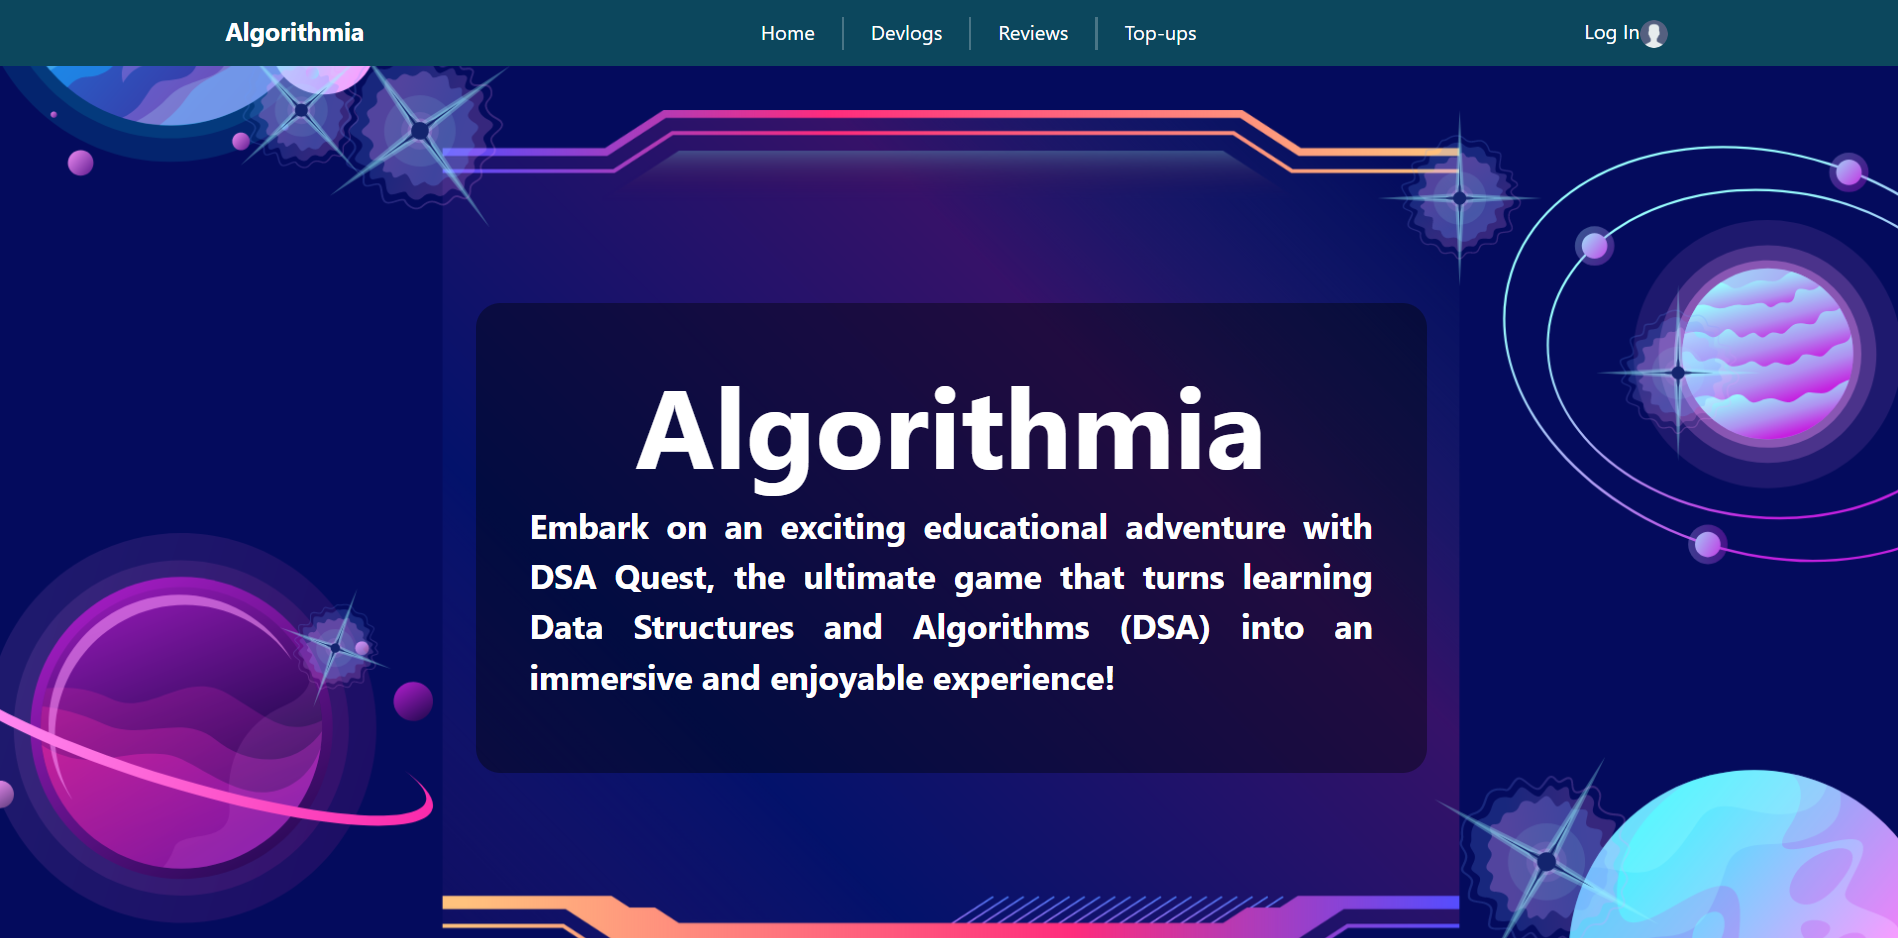 Algorithmia
Home
Devlogs
Reviews
Top-ups
Log In
Algorithmia
Embark on an exciting educational adventure with
DSA Quest, the ultimate game that turns learning
Data Structures and Algorithms (DSA) into an
immersive and enjoyable experience!